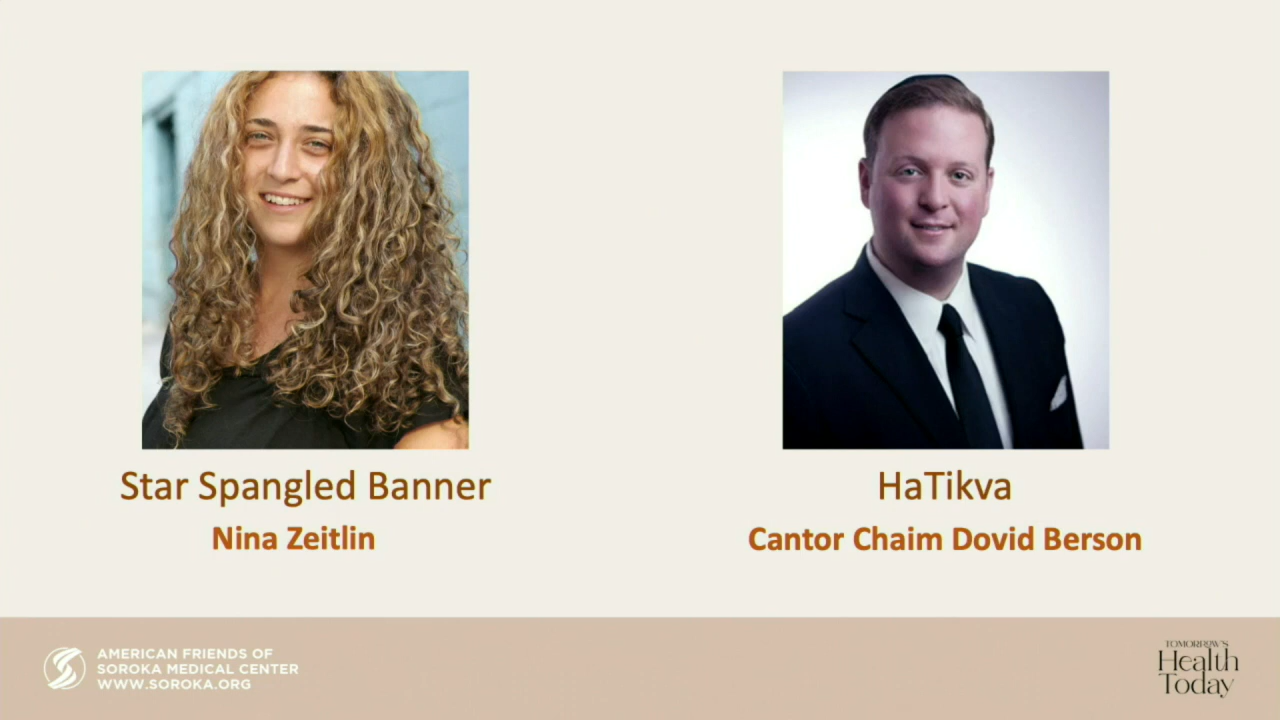 Star Spangled Banner
Nina Zeitlin
HaTikva
Cantor Chaim Dovid Berson
AMERICAN FRIENDS OF
SOROKA MEDICAL CENTER
WWW.SOROKA.ORG
TOMORROW'S
Health
Today